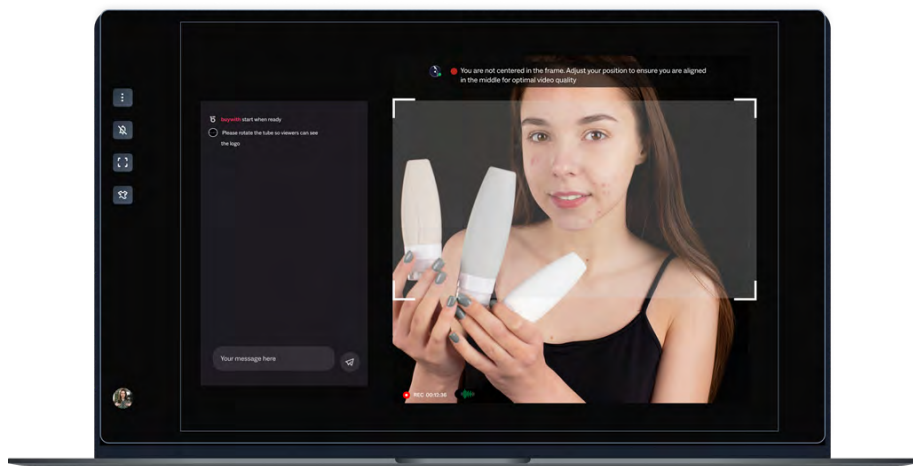 You are not centered in the frame. Adjust your position to ensure you are aligned
in the middle for optimal video quality
buywith start when ready
Please rotate the tube so viewers can see
the logo
Your message here
REC 00:13:36